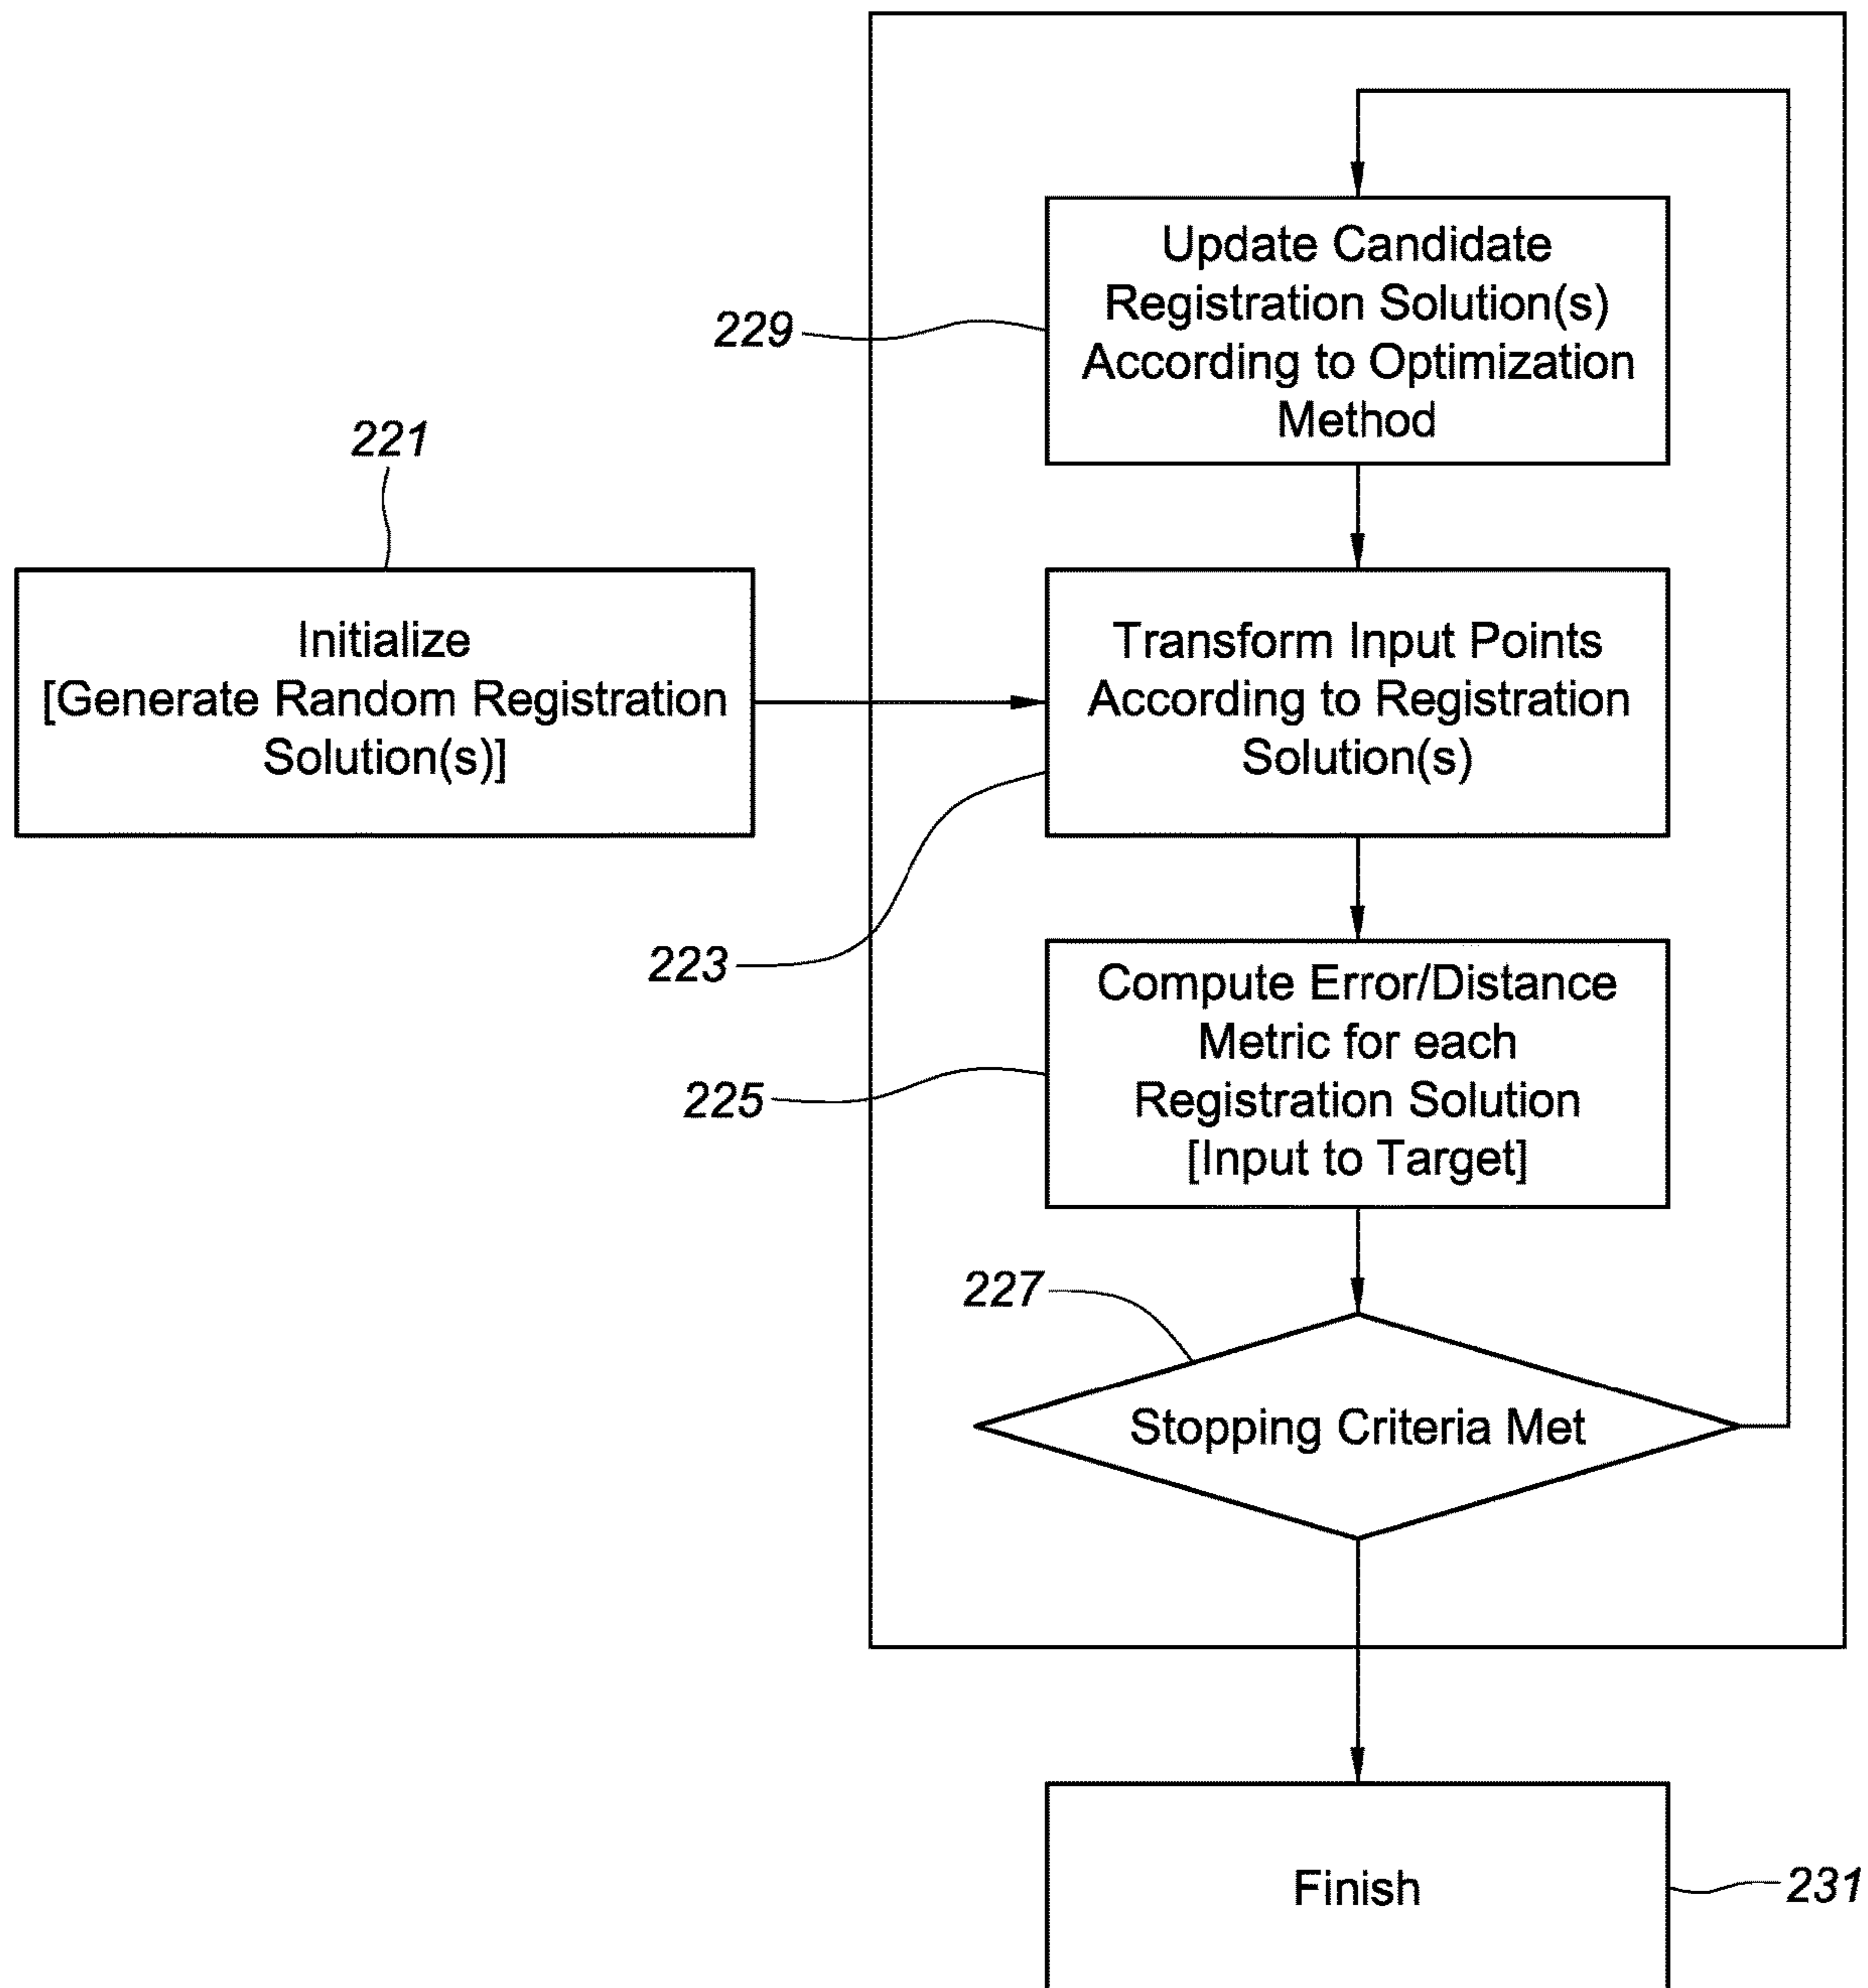 Update Candidate
Registration Solution(s)
According to Optimization
Method
229
221
Initialize
[Generate Random Registration
Solution(s)]
Transform Input Points
According to Registration
Solution(s)
223
Compute Error/Distance
Metric for each
Registration Solution
[Input to Target]
225
227
Stopping Criteria Met
Finish
231